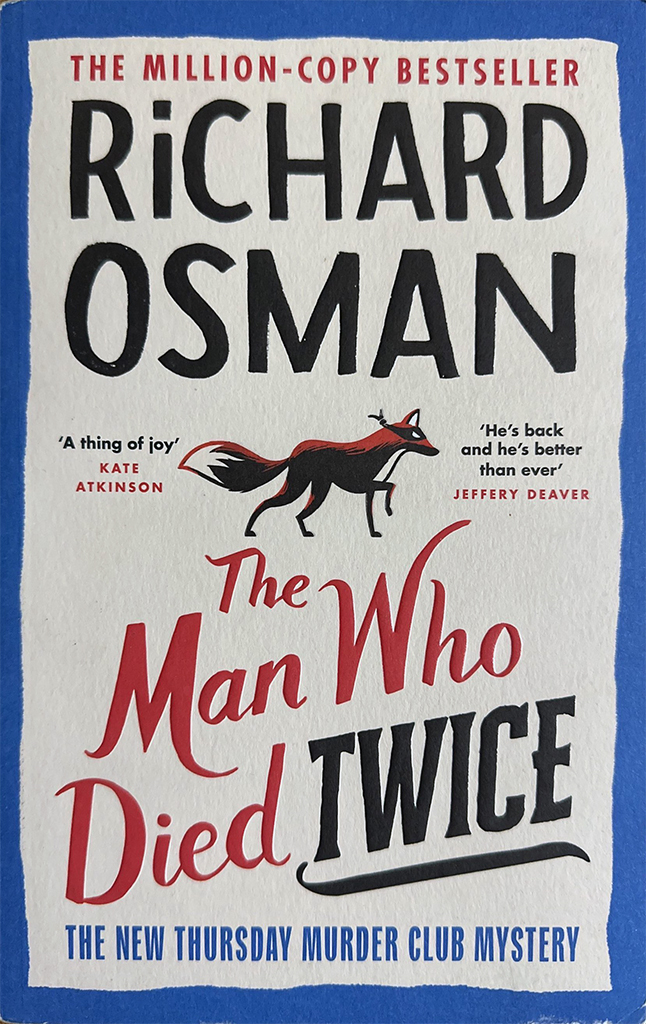 THE MILLION-COPY BESTSELLER
RiCHARD
OSMAN
‘A thing of joy’
KATE
ATKINSON
‘He’s back
and he’s better
than ever’
JEFFERY DEAVER
The
Man Who
Died TWICE
THE NEW THURSDAY MURDER CLUB MYSTERY